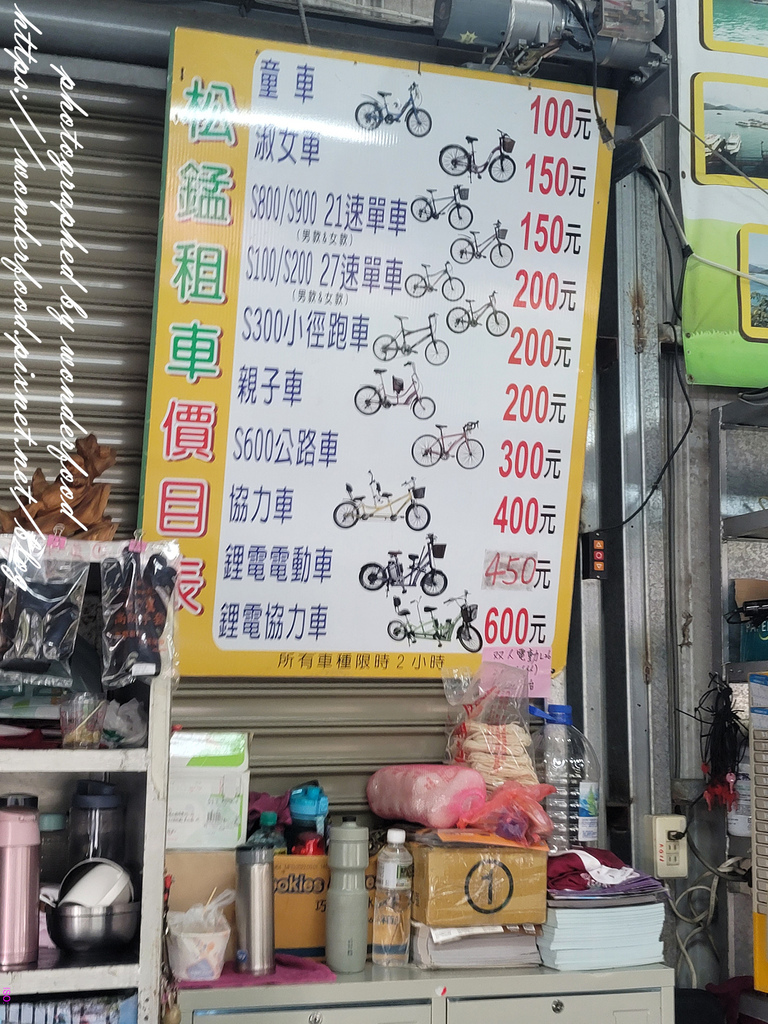 松錳租車價目表
童車 100元
淑女車 150元
S800/S900 21速單車 150元
(男款&女款)
S100/S200 27速單車 200元
(男款&女款)
S300小徑跑車 200元
親子車 200元
S600公路車 300元
協力車 400元
鋰電電動車 450元
鋰電協力車 600元
所有車種限時2小時
双人電動
photographed by wonderfood
https://wonderfood.pixnet.net/blog
ookies
1